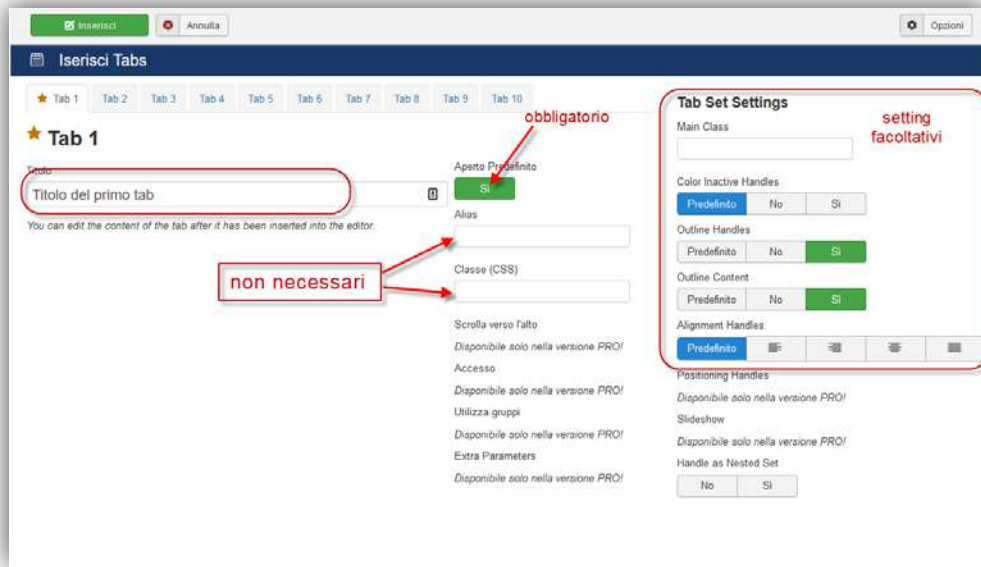 Inserisci
Annulla
Opzioni
Iserisci Tabs
Tab 1
Tab 2
Tab 3
Tab 4
Tab 5
Tab 6
Tab 7
Tab 8
Tab 9
Tab 10
Tab 1
Titolo
Titolo del primo tab
You can edit the content of the tab after it has been inserted into the editor.
non necessari
obbligatorio
Aperto Predefinito
Sì
Alias
Classe (CSS)
Scrolla verso l'alto
Disponibile solo nella versione PRO!
Accesso
Disponibile solo nella versione PRO!
Utilizza gruppi
Disponibile solo nella versione PRO!
Extra Parameters
Disponibile solo nella versione PRO!
Tab Set Settings
setting
facoltativi
Main Class
Color Inactive Handles
Predefinito No Sì
Outline Handles
Predefinito No Sì
Outline Content
Predefinito No Sì
Alignment Handles
Predefinito
Positioning Handles
Disponibile solo nella versione PRO!
Slideshow
Disponibile solo nella versione PRO!
Handle as Nested Set
No Sì